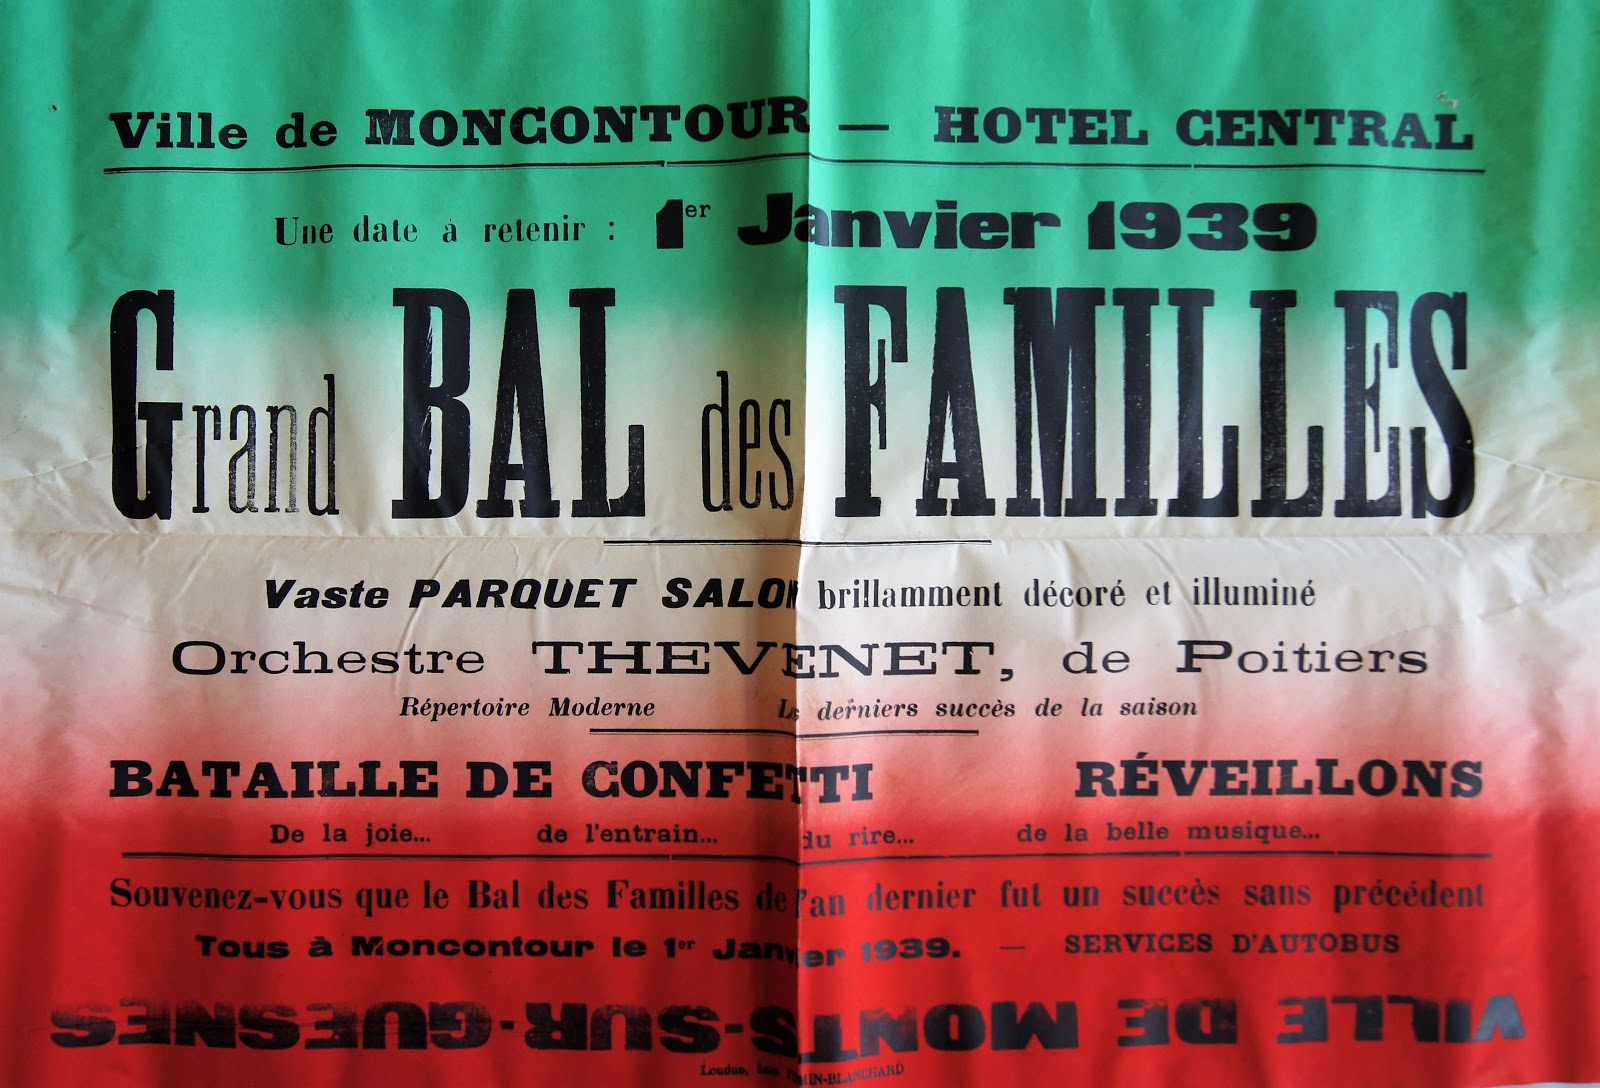 Ville de MONCONTOUR — HOTEL CENTRAL
Une date à retenir : 1er Janvier 1939
Grand BAL des FAMILLES
Vaste PARQUET SALON brillamment décoré et illuminé
Orchestre THEVENET, de Poitiers
Répertoire Moderne Les derniers succès de la saison
BATAILLE DE CONFETTI RÉVEILLONS
De la joie... de l'entrain... du rire... de la belle musique...
Souvenez-vous que le Bal des Familles de l'an dernier fut un succès sans précédent
Tous à Moncontour le 1er Janvier 1939. — SERVICES D'AUTOBUS
VILLE DE MONTS-SUR-GUESNES
Loudun, Imp. -BLANCHARD